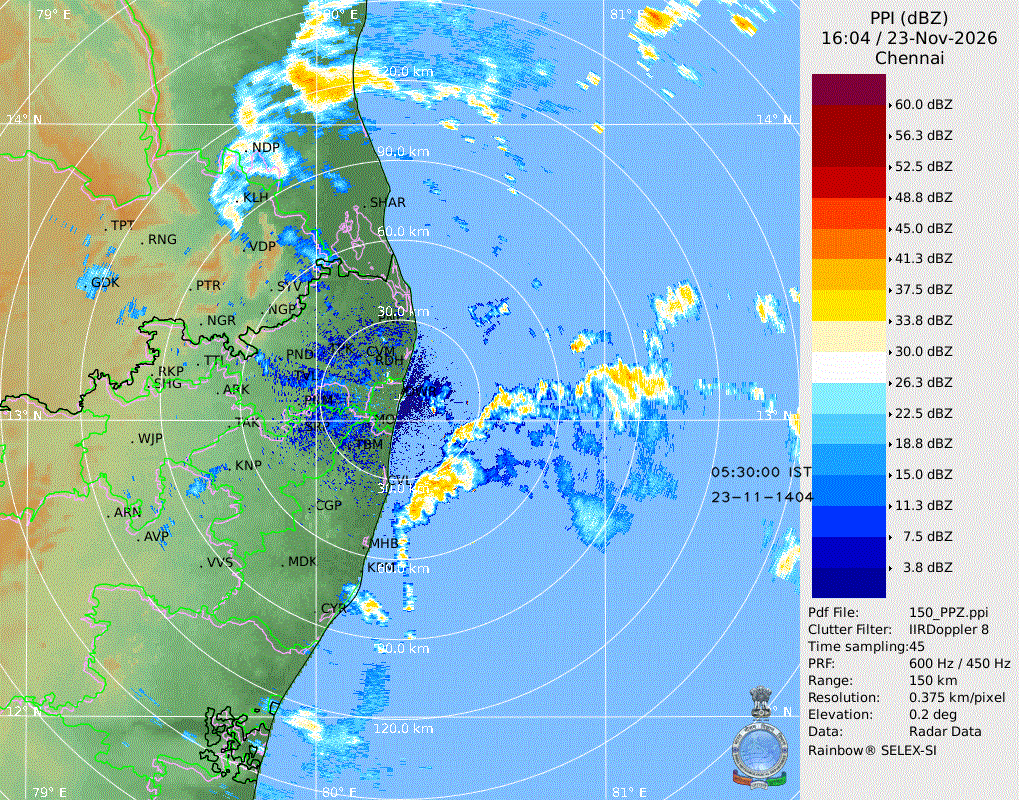 79° E
80° E
81° E
120.0 km
14° N
14° N
NDP
90.0 km
KLH
SHAR
TPT
RNG
60.0 km
VDP
GDK
PTR
SYV
30.0 km
NGP
NGR
PND
CVM
RDH
TTI
RKP
SHG
ARK
13° N
13° N
TAK
TBM
WJP
KNP
30.0 km
CGP
ARN
AVP
MHB
VVS
MDK
60.0 km
CYR
90.0 km
12° N
120.0 km
79° E
80° E
81° E
05:30:00 IST
23-11-1404
PPI (dBZ)
16:04 / 23-Nov-2026
Chennai
60.0 dBZ
56.3 dBZ
52.5 dBZ
48.8 dBZ
45.0 dBZ
41.3 dBZ
37.5 dBZ
33.8 dBZ
30.0 dBZ
26.3 dBZ
22.5 dBZ
18.8 dBZ
15.0 dBZ
11.3 dBZ
7.5 dBZ
3.8 dBZ
Pdf File: 150_PPZ.ppi
Clutter Filter: IIRDoppler 8
Time sampling:45
PRF: 600 Hz / 450 Hz
Range: 150 km
Resolution: 0.375 km/pixel
Elevation: 0.2 deg
Data: Radar Data
Rainbow® SELEX-SI